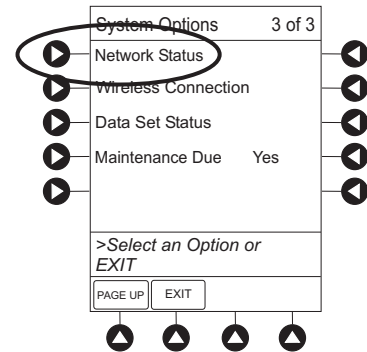 System Options 3 of 3
Network Status
Wireless Connection
Data Set Status
Maintenance Due Yes
>Select an Option or
EXIT
PAGE UP EXIT